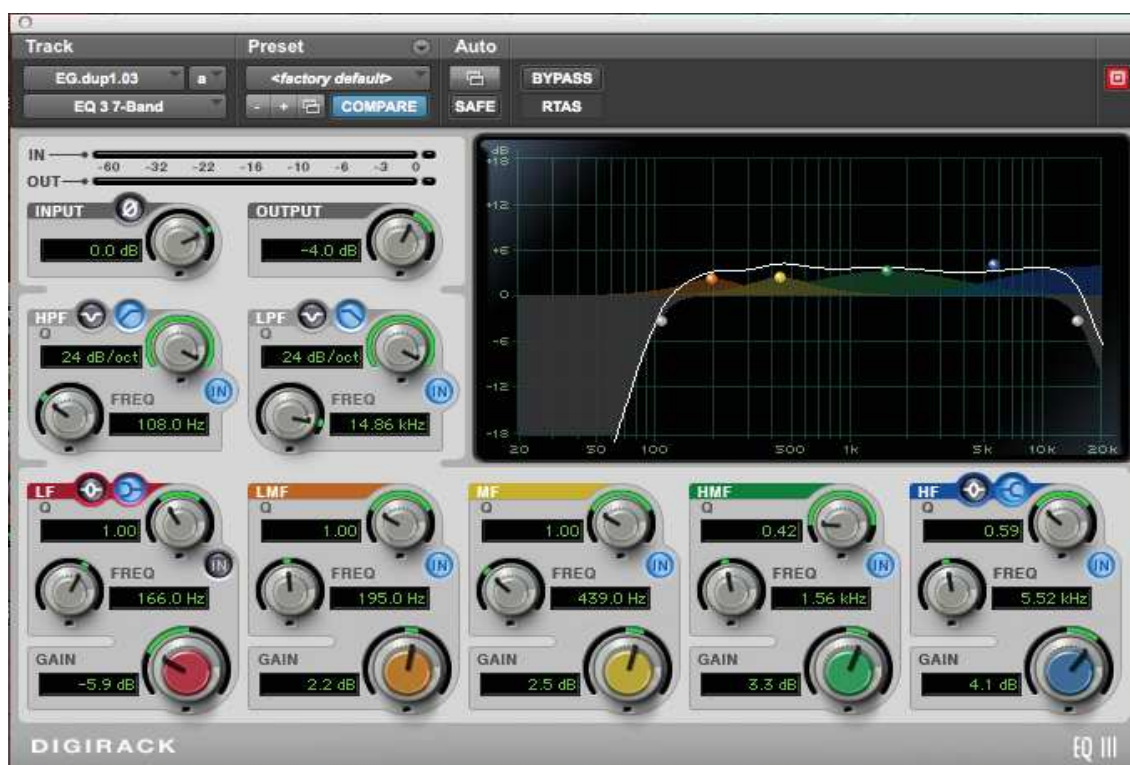 Track Preset Auto
EG.dup1.03 a <factory default> BYPASS
EQ 3 7-Band - + COMPARE SAFE RTAS
IN
-60 -32 -22 -16 -10 -6 -3 0
OUT
INPUT Ø OUTPUT
0.0 dB -4.0 dB
HPF LPF
Q Q
24 dB/oct 24 dB/oct
IN IN
FREQ FREQ
108.0 Hz 14.86 kHz
dB
+18
+12
+6
0
-6
-12
-18
20 50 100 500 1k 5k 10k 20k
LF LMF MF HMF HF
Q Q Q Q Q
1.00 1.00 1.00 0.42 0.59
IN IN IN IN IN
FREQ FREQ FREQ FREQ FREQ
166.0 Hz 195.0 Hz 439.0 Hz 1.56 kHz 5.52 kHz
GAIN GAIN GAIN GAIN GAIN
-5.9 dB 2.2 dB 2.5 dB 3.3 dB 4.1 dB
DIGIRACK EQ III